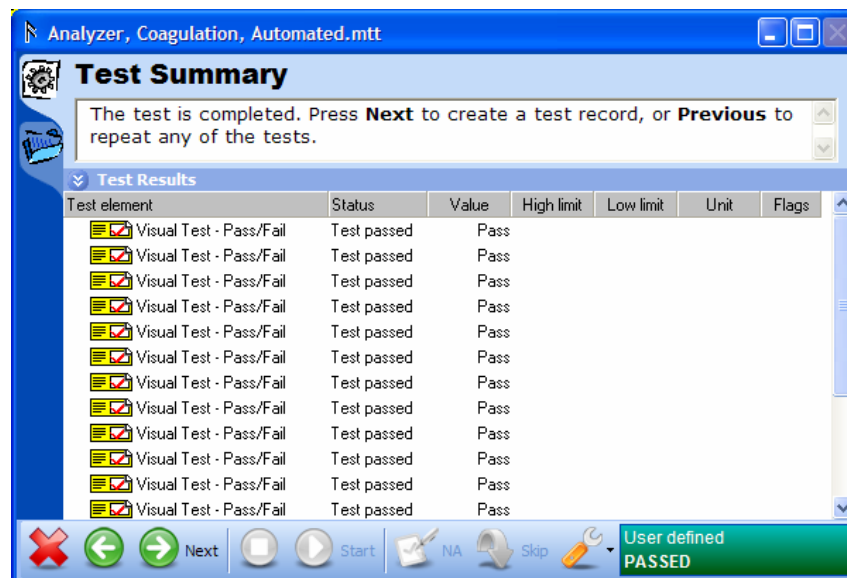 Analyzer, Coagulation, Automated.mtt
Test Summary
The test is completed. Press Next to create a test record, or Previous to
repeat any of the tests.
Test Results
Test element Status Value High limit Low limit Unit Flags
Visual Test - Pass/Fail Test passed Pass
Visual Test - Pass/Fail Test passed Pass
Visual Test - Pass/Fail Test passed Pass
Visual Test - Pass/Fail Test passed Pass
Visual Test - Pass/Fail Test passed Pass
Visual Test - Pass/Fail Test passed Pass
Visual Test - Pass/Fail Test passed Pass
Visual Test - Pass/Fail Test passed Pass
Visual Test - Pass/Fail Test passed Pass
Visual Test - Pass/Fail Test passed Pass
Visual Test - Pass/Fail Test passed Pass
Visual Test - Pass/Fail Test passed Pass
Next Start NA Skip User defined
PASSED